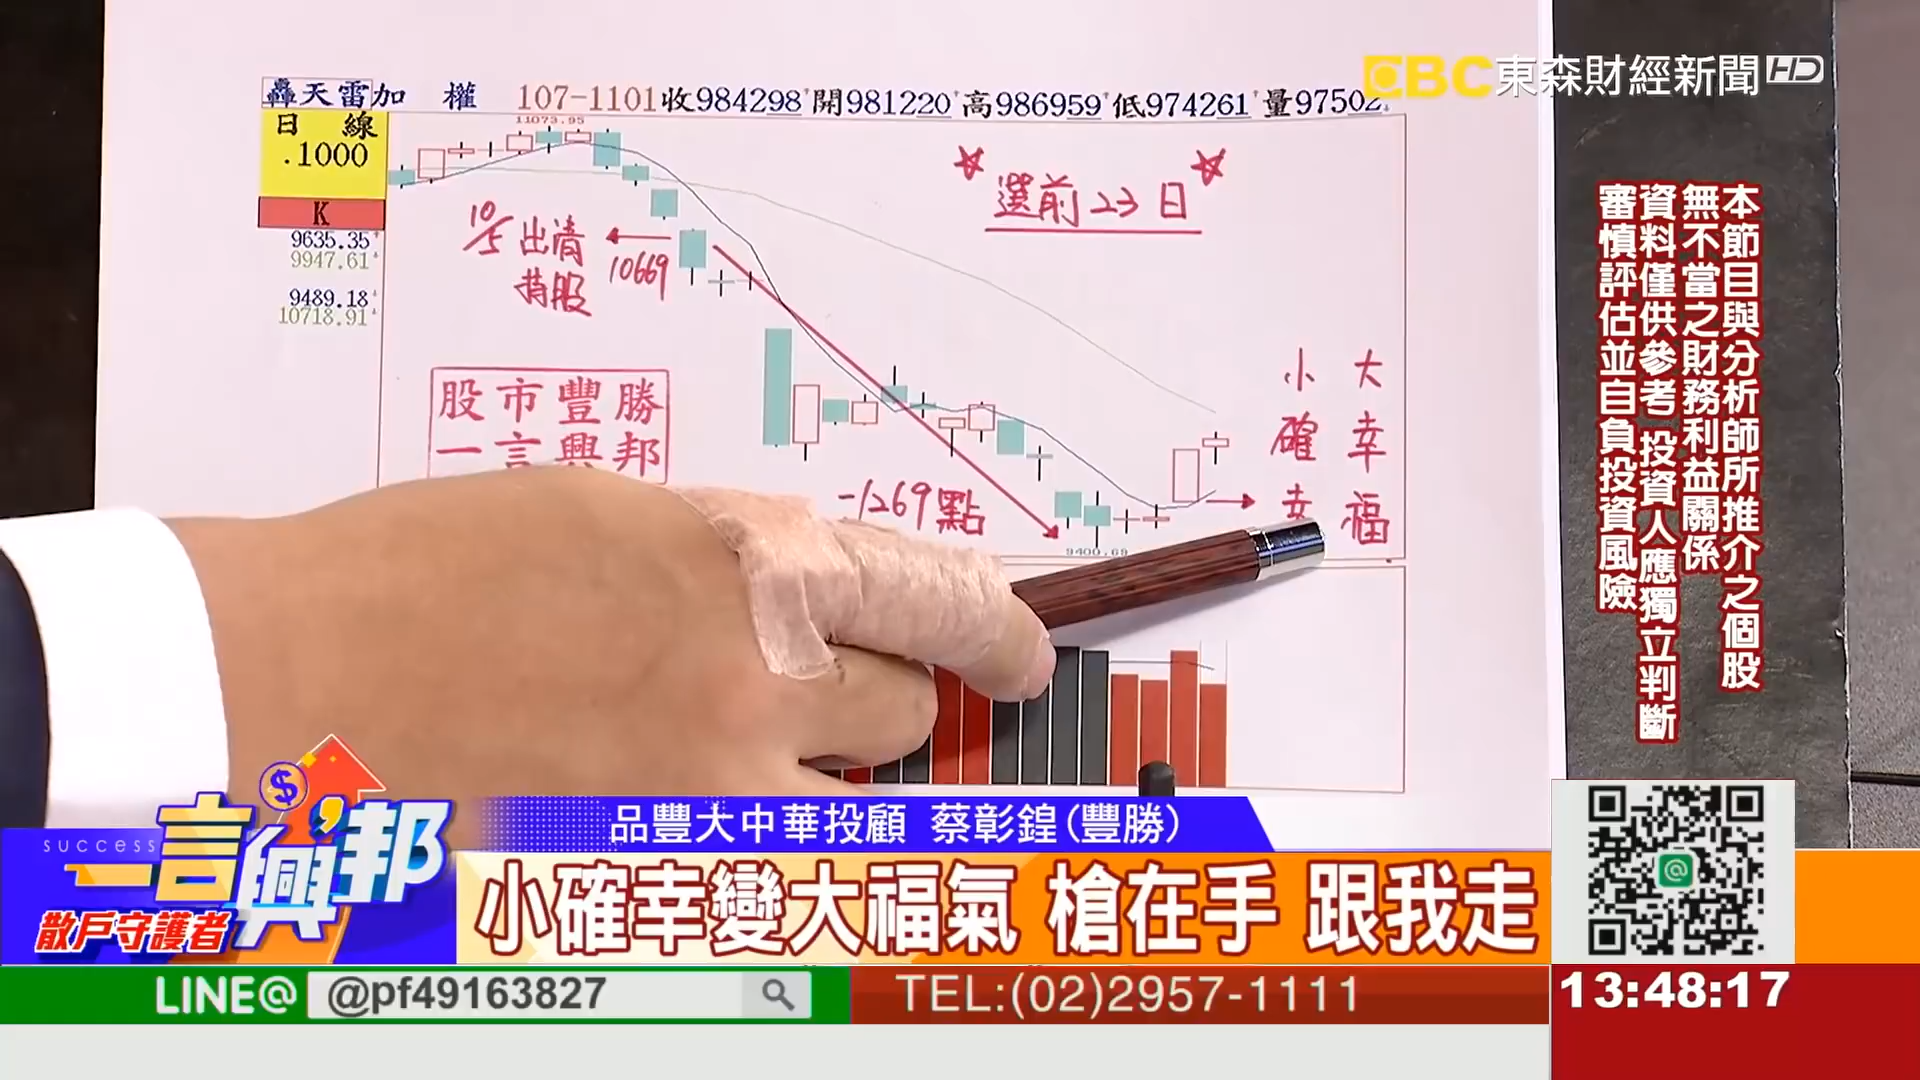 EBC 東森財經新聞 HD
轟天雷加 權 107-1101收984298開981220高986959低974261量97502
日 線
.1000
K
9635.35
9947.61
9489.18
10718.91
11073.95
選前23日
10/5 出清
持股
10669
股市豐勝
一言興邦
-1269點
9400.69
小確幸
大幸福
本節目與分析師所推介之個股
無不當之財務利益關係
資料僅供參考 投資人應獨立判斷
審慎評估並自負投資風險
success
一言興邦
散戶守護者
品豐大中華投顧 蔡彰鍠(豐勝)
小確幸變大福氣 槍在手 跟我走
LINE@ @pf49163827
TEL:(02)2957-1111
13:48:17